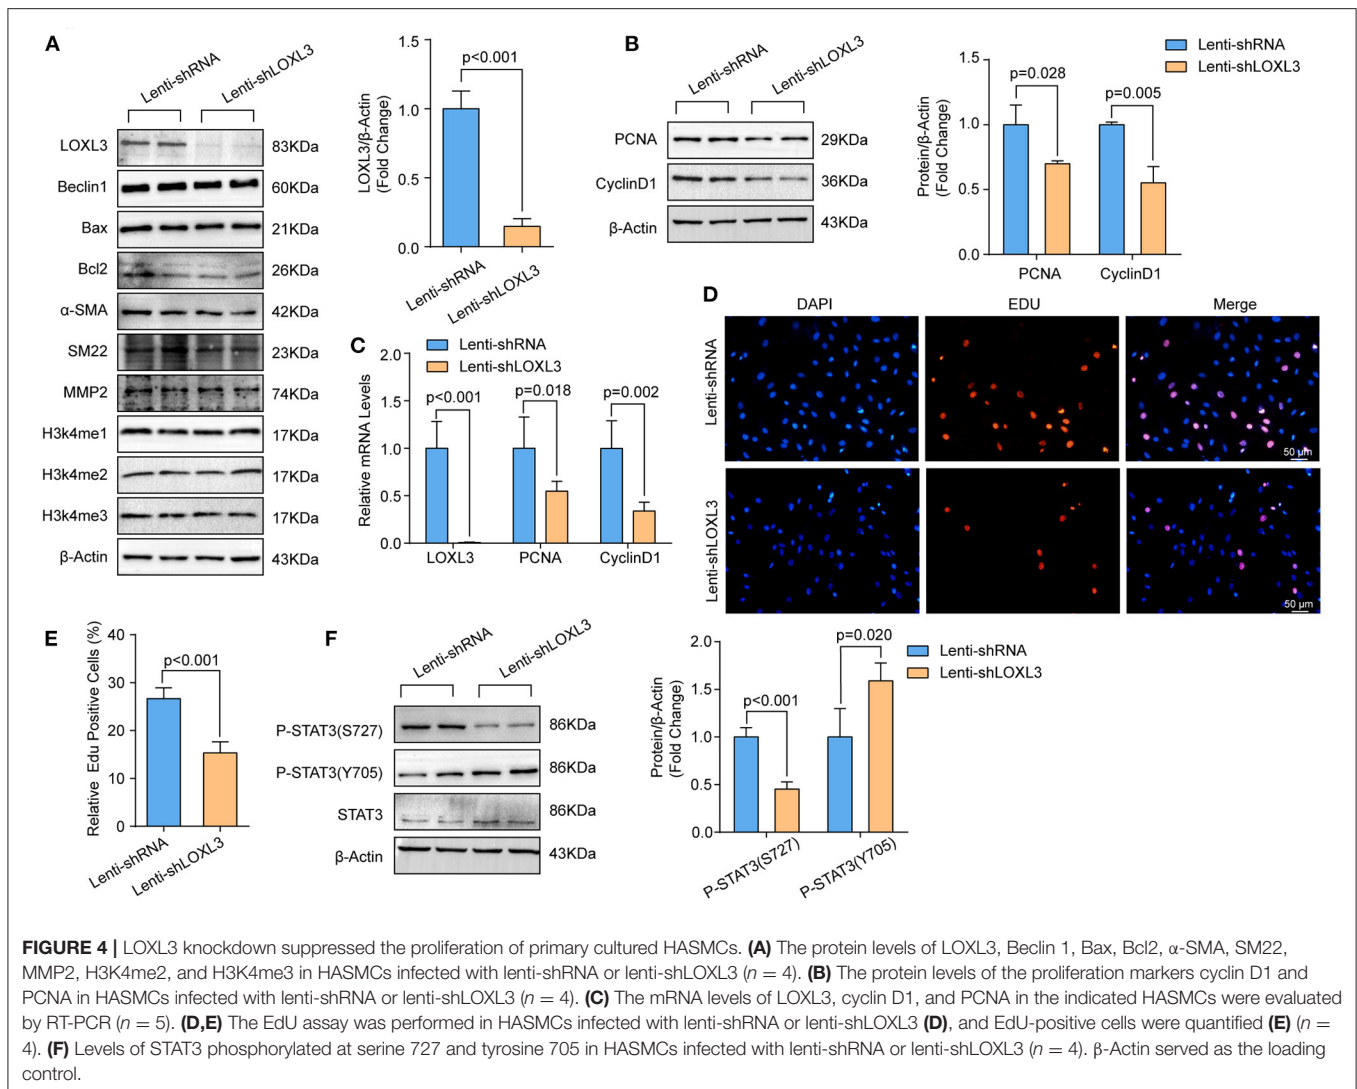 A
Lenti-shRNA
Lenti-shLOXL3
LOXL3
83KDa
Beclin1
60KDa
Bax
21KDa
Bcl2
26KDa
α-SMA
42KDa
SM22
23KDa
MMP2
74KDa
H3k4me1
17KDa
H3k4me2
17KDa
H3k4me3
17KDa
β-Actin
43KDa
LOXL3/β-Actin
(Fold Change)
1.5
1.0
0.5
0.0
p<0.001
Lenti-shRNA
Lenti-shLOXL3
B
Lenti-shRNA
Lenti-shLOXL3
PCNA
29KDa
CyclinD1
36KDa
β-Actin
43KDa
Protein/β-Actin
(Fold Change)
1.5
1.0
0.5
0.0
p=0.028
p=0.005
PCNA
CyclinD1
Lenti-shRNA
Lenti-shLOXL3
C
Lenti-shRNA
Lenti-shLOXL3
Relative mRNA Levels
2.0
1.5
1.0
0.5
0.0
p<0.001
p=0.018
p=0.002
LOXL3
PCNA
CyclinD1
D
DAPI
EDU
Merge
Lenti-shRNA
50 µm
Lenti-shLOXL3
50 µm
E
Relative Edu Positive Cells (%)
40
30
20
10
0
p<0.001
Lenti-shRNA
Lenti-shLOXL3
F
Lenti-shRNA
Lenti-shLOXL3
P-STAT3(S727)
86KDa
P-STAT3(Y705)
86KDa
STAT3
86KDa
β-Actin
43KDa
Protein/β-Actin
(Fold Change)
2.0
1.5
1.0
0.5
0.0
p<0.001
p=0.020
P-STAT3(S727)
P-STAT3(Y705)
Lenti-shRNA
Lenti-shLOXL3
FIGURE 4 | LOXL3 knockdown suppressed the proliferation of primary cultured HASMCs. (A) The protein levels of LOXL3, Beclin 1, Bax, Bcl2, α-SMA, SM22,
MMP2, H3K4me2, and H3K4me3 in HASMCs infected with lenti-shRNA or lenti-shLOXL3 (n = 4). (B) The protein levels of the proliferation markers cyclin D1 and
PCNA in HASMCs infected with lenti-shRNA or lenti-shLOXL3 (n = 4). (C) The mRNA levels of LOXL3, cyclin D1, and PCNA in the indicated HASMCs were evaluated
by RT-PCR (n = 5). (D,E) The EdU assay was performed in HASMCs infected with lenti-shRNA or lenti-shLOXL3 (D), and EdU-positive cells were quantified (E) (n =
4). (F) Levels of STAT3 phosphorylated at serine 727 and tyrosine 705 in HASMCs infected with lenti-shRNA or lenti-shLOXL3 (n = 4). β-Actin served as the loading
control.